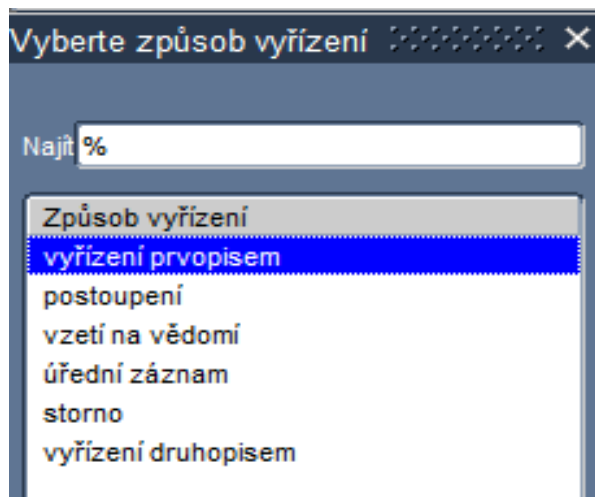 Vyberte způsob vyřízení
Najít %
Způsob vyřízení
vyřízení prvopisem
postoupení
vzetí na vědomí
úřední záznam
storno
vyřízení druhopisem